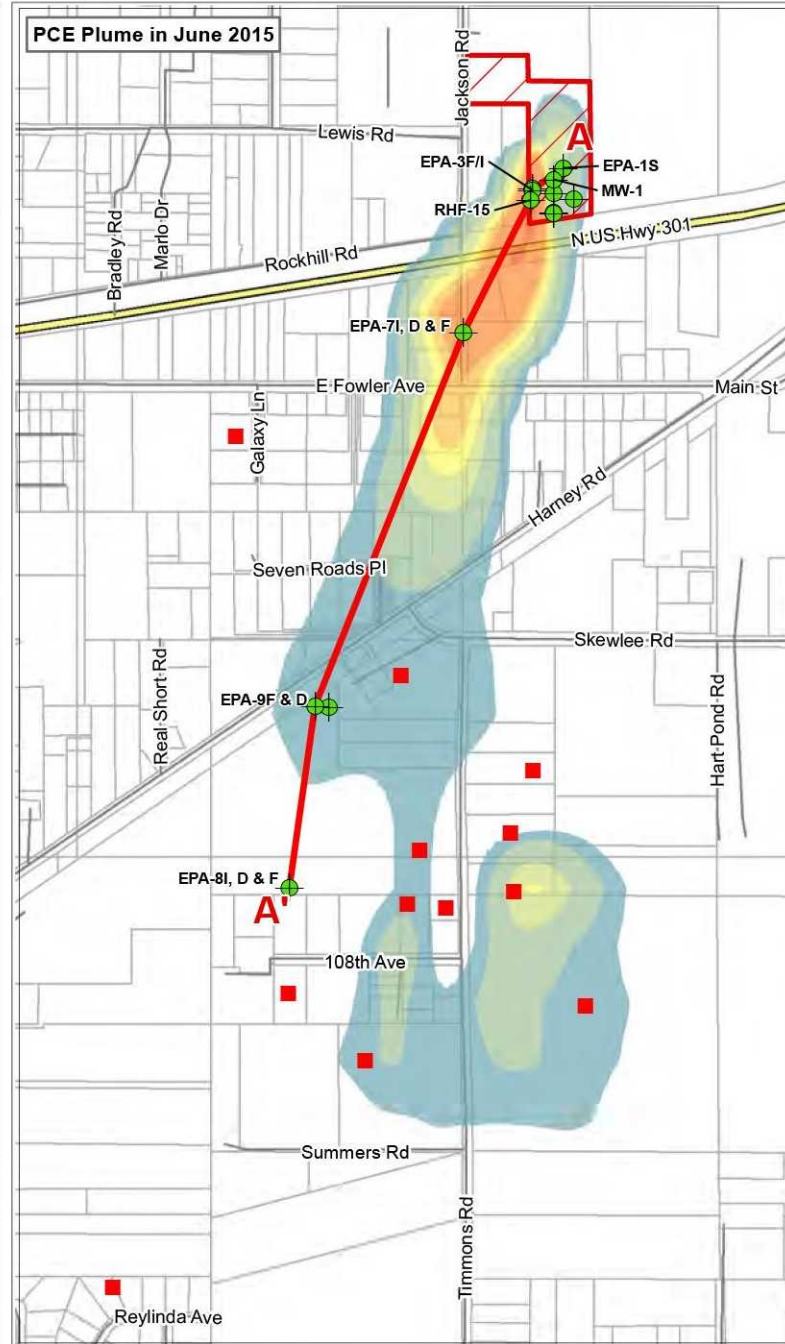 PCE Plume in June 2015
Jackson Rd
Lewis Rd
A
EPA-3F/I
EPA-1S
MW-1
RHF-15
Bradley Rd
Marlo Dr
Rockhill Rd
N US Hwy 301
EPA-7I, D & F
E Fowler Ave
Main St
Galaxy Ln
Harney Rd
Seven Roads Pl
Skewlee Rd
Real Short Rd
EPA-9F & D
Hart Pond Rd
EPA-8I, D & F
A'
108th Ave
Summers Rd
Timmons Rd
Reylinda Ave